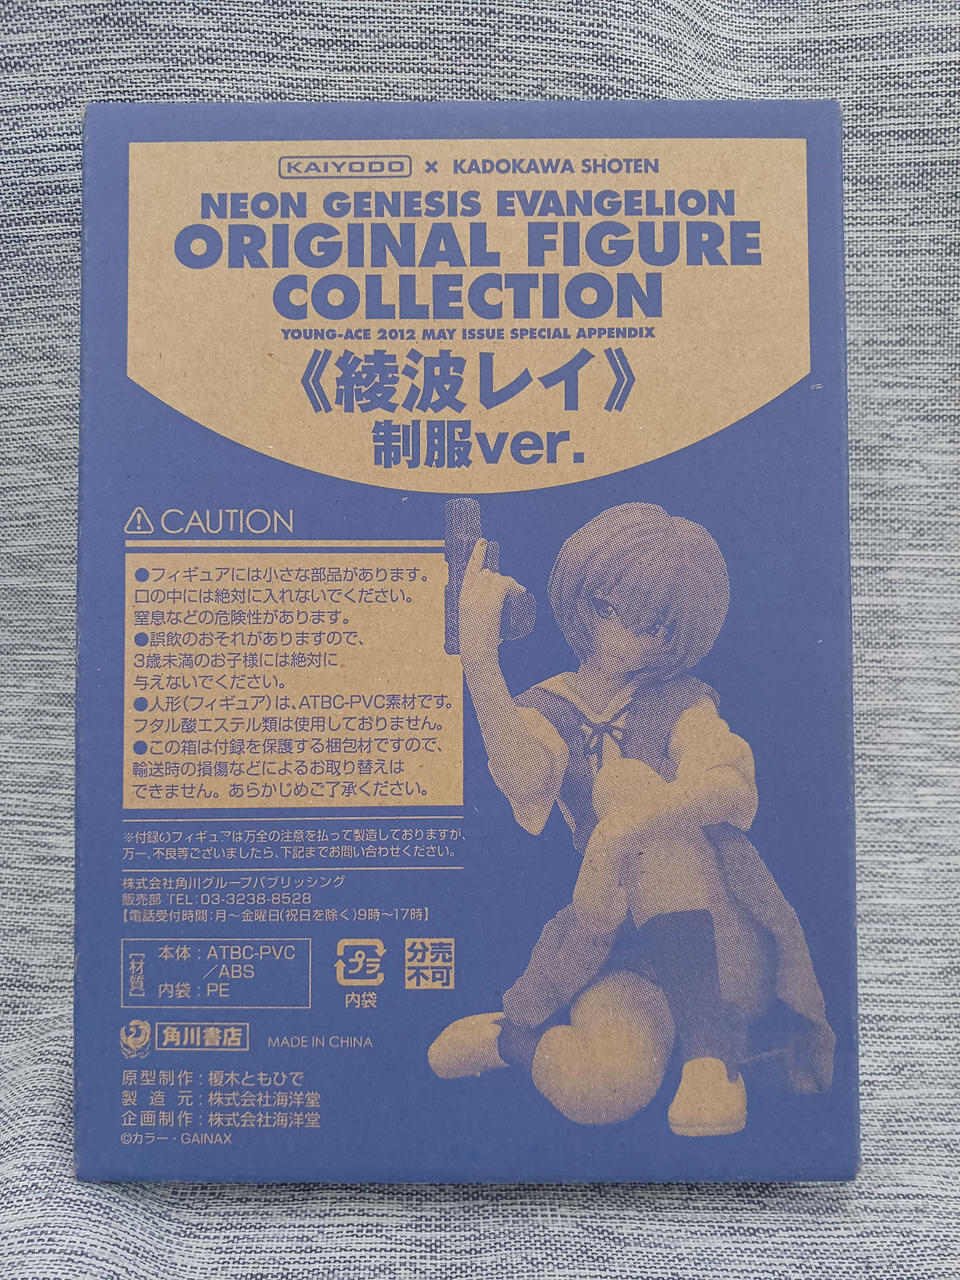 KAIYODO × KADOKAWA SHOTEN
NEON GENESIS EVANGELION
ORIGINAL FIGURE
COLLECTION
YOUNG-ACE 2012 MAY ISSUE SPECIAL APPENDIX
《綾波レイ》
制服ver.
CAUTION
●フィギュアには小さな部品があります。
口の中には絶対に入れないでください。
窒息などの危険性があります。
●誤飲のおそれがありますので、
3歳未満のお子様には絶対に
与えないでください。
●人形(フィギュア)は、ATBC-PVC素材です。
フタル酸エステル類は使用しておりません。
●この箱は付録を保護する梱包材ですので、
輸送時の損傷などによるお取り替えは
できません。あらかじめご了承ください。
※付録のフィギュアは万全の注意を払って製造しておりますが、
万一、不良等ございましたら、下記までお問い合わせください。
株式会社角川グループパブリッシング
販売部 TEL:03-3238-8528
【電話受付時間:月〜金曜日(祝日を除く)9時〜17時】
[材質]
本体:ATBC-PVC
／ABS
内袋:PE
プラ
内袋
分売
不可
角川書店
MADE IN CHINA
原型制作:榎木ともひで
製造元:株式会社海洋堂
企画制作:株式会社海洋堂
©カラー・GAINAX